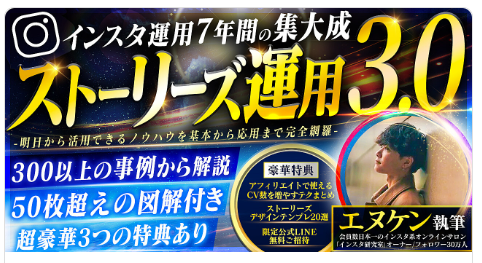 インスタ運用7年間の集大成
ストーリーズ運用3.0
-明日から活用できるノウハウを基本から応用まで完全網羅-
300以上の事例から解説
50枚超えの図解付き
超豪華3つの特典あり
豪華特典
アフィリエイトで使える
CV数を増やすテクまとめ
ストーリーズ
デザインテンプレ20選
限定公式LINE
無料ご招待
エヌケン執筆
会員数日本一のインスタ系オンラインサロン
「インスタ研究室」オーナー/フォロワー30万人